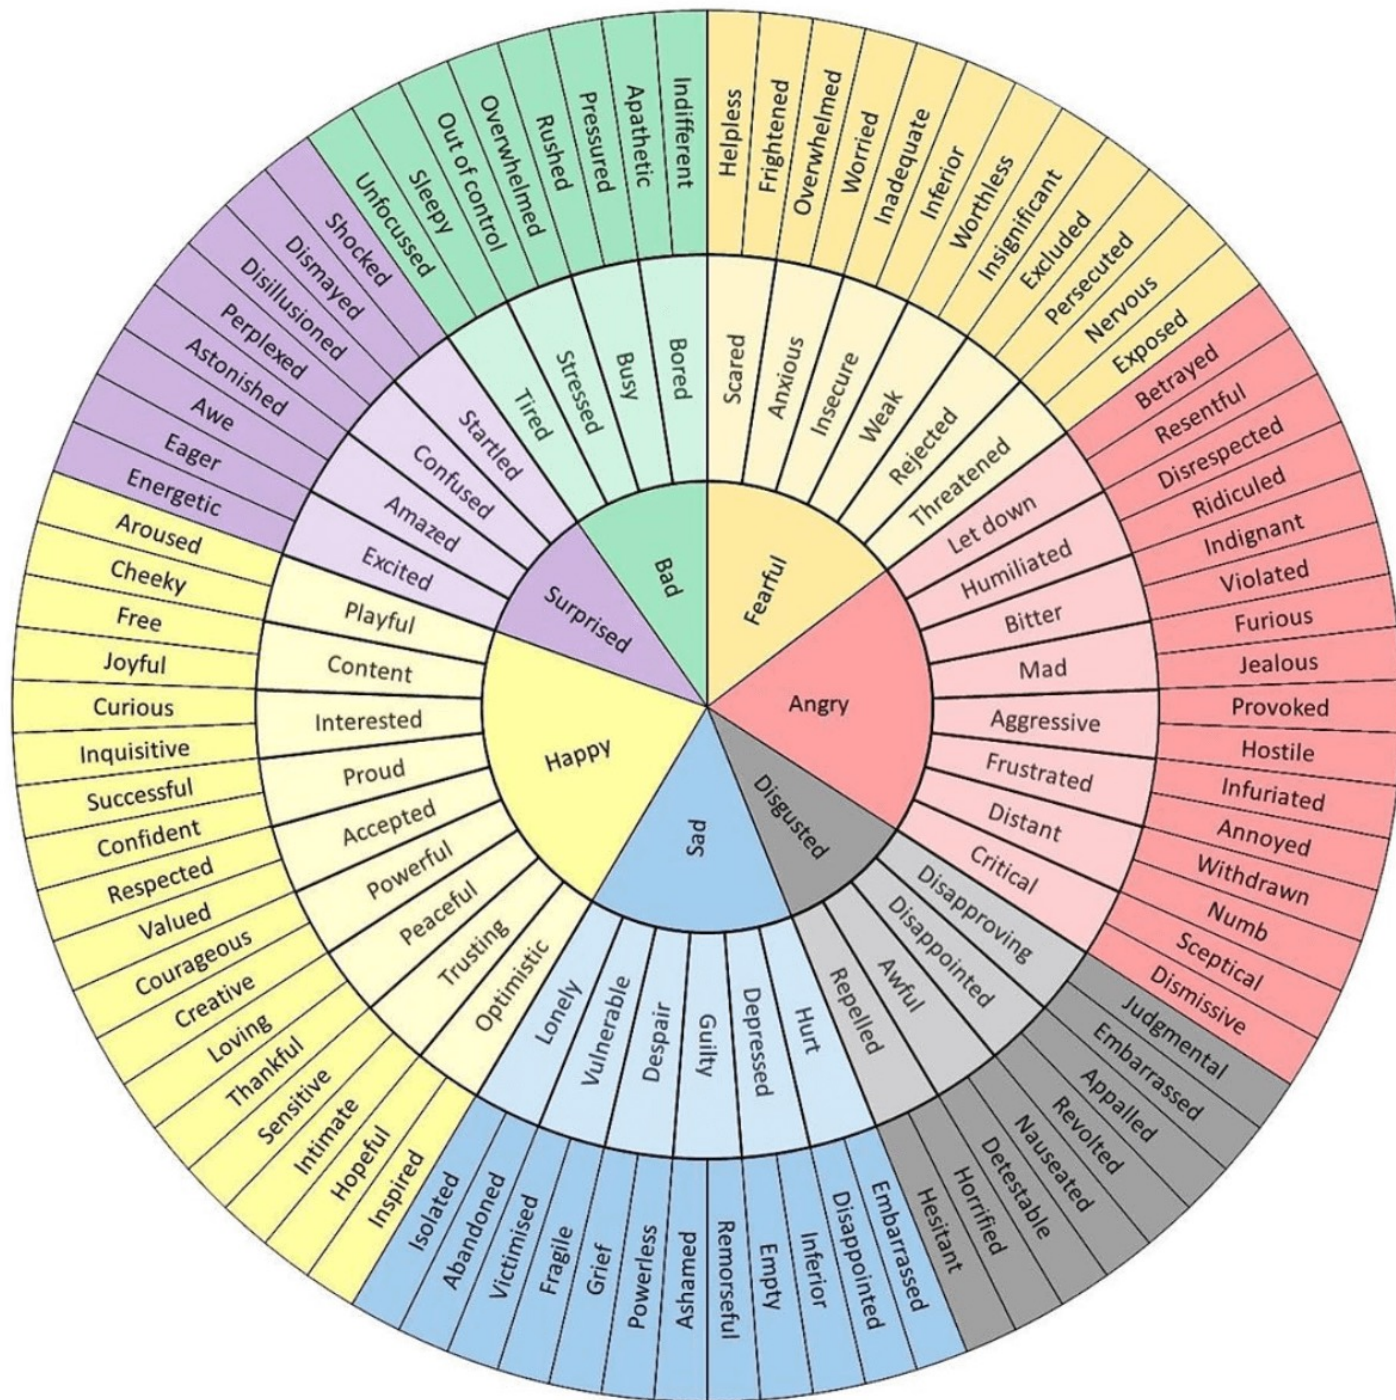 Fearful
Angry
Disgusted
Sad
Happy
Surprised
Bad
Scared
Anxious
Insecure
Weak
Rejected
Threatened
Let down
Humiliated
Bitter
Mad
Aggressive
Frustrated
Distant
Critical
Disapproving
Disappointed
Awful
Repelled
Hurt
Depressed
Guilty
Despair
Vulnerable
Lonely
Optimistic
Trusting
Peaceful
Powerful
Accepted
Proud
Interested
Content
Playful
Excited
Amazed
Confused
Startled
Tired
Stressed
Busy
Bored
Helpless
Frightened
Overwhelmed
Worried
Inadequate
Inferior
Worthless
Insignificant
Excluded
Persecuted
Nervous
Exposed
Betrayed
Resentful
Disrespected
Ridiculed
Indignant
Violated
Furious
Jealous
Provoked
Hostile
Infuriated
Annoyed
Withdrawn
Numb
Sceptical
Dismissive
Judgmental
Embarrassed
Appalled
Revolted
Nauseated
Detestable
Horrified
Hesitant
Embarrassed
Disappointed
Inferior
Empty
Remorseful
Ashamed
Powerless
Grief
Fragile
Victimised
Abandoned
Isolated
Inspired
Hopeful
Intimate
Sensitive
Thankful
Loving
Creative
Courageous
Valued
Respected
Confident
Successful
Inquisitive
Curious
Joyful
Free
Cheeky
Aroused
Energetic
Eager
Awe
Astonished
Perplexed
Disillusioned
Dismayed
Shocked
Unfocussed
Sleepy
Out of control
Overwhelmed
Rushed
Pressured
Apathetic
Indifferent